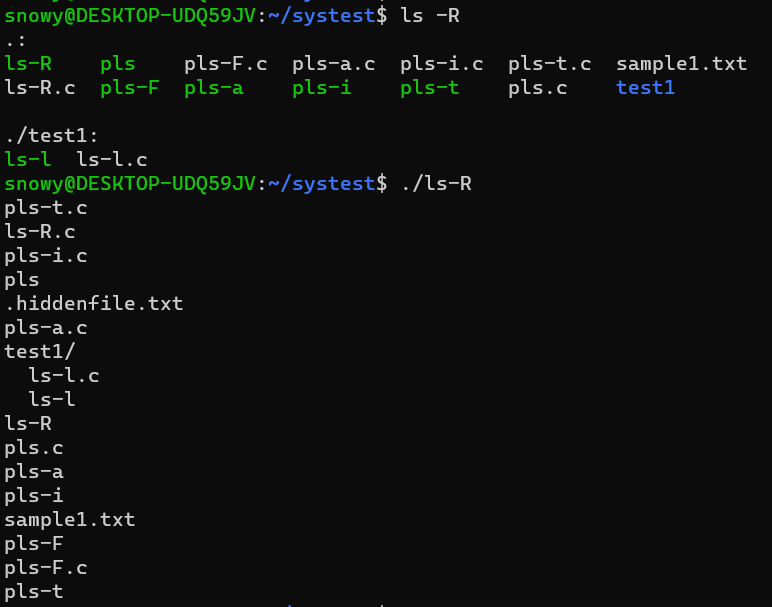 snowy@DESKTOP-UDQ59JV:~/systest$ ls -R
.:
ls-R    pls    pls-F.c  pls-a.c  pls-i.c  pls-t.c  sample1.txt
ls-R.c  pls-F  pls-a    pls-i    pls-t    pls.c    test1

./test1:
ls-l  ls-l.c
snowy@DESKTOP-UDQ59JV:~/systest$ ./ls-R
pls-t.c
ls-R.c
pls-i.c
pls
.hiddenfile.txt
pls-a.c
test1/
  ls-l.c
  ls-l
ls-R
pls.c
pls-a
pls-i
sample1.txt
pls-F
pls-F.c
pls-t